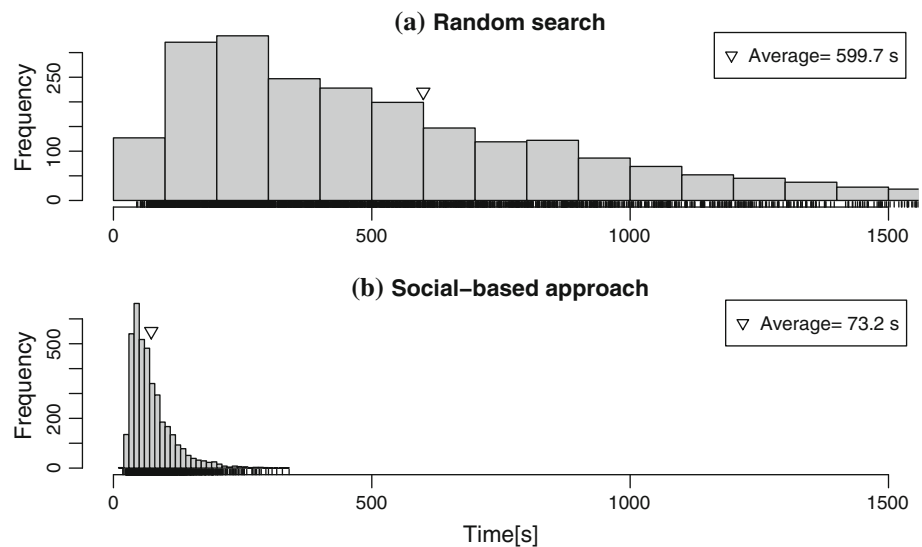 (a) Random search
▽ Average= 599.7 s
Frequency
0 100 250
0 500 1000 1500
(b) Social−based approach
▽ Average= 73.2 s
Frequency
0 200 500
0 500 1000 1500
Time[s]